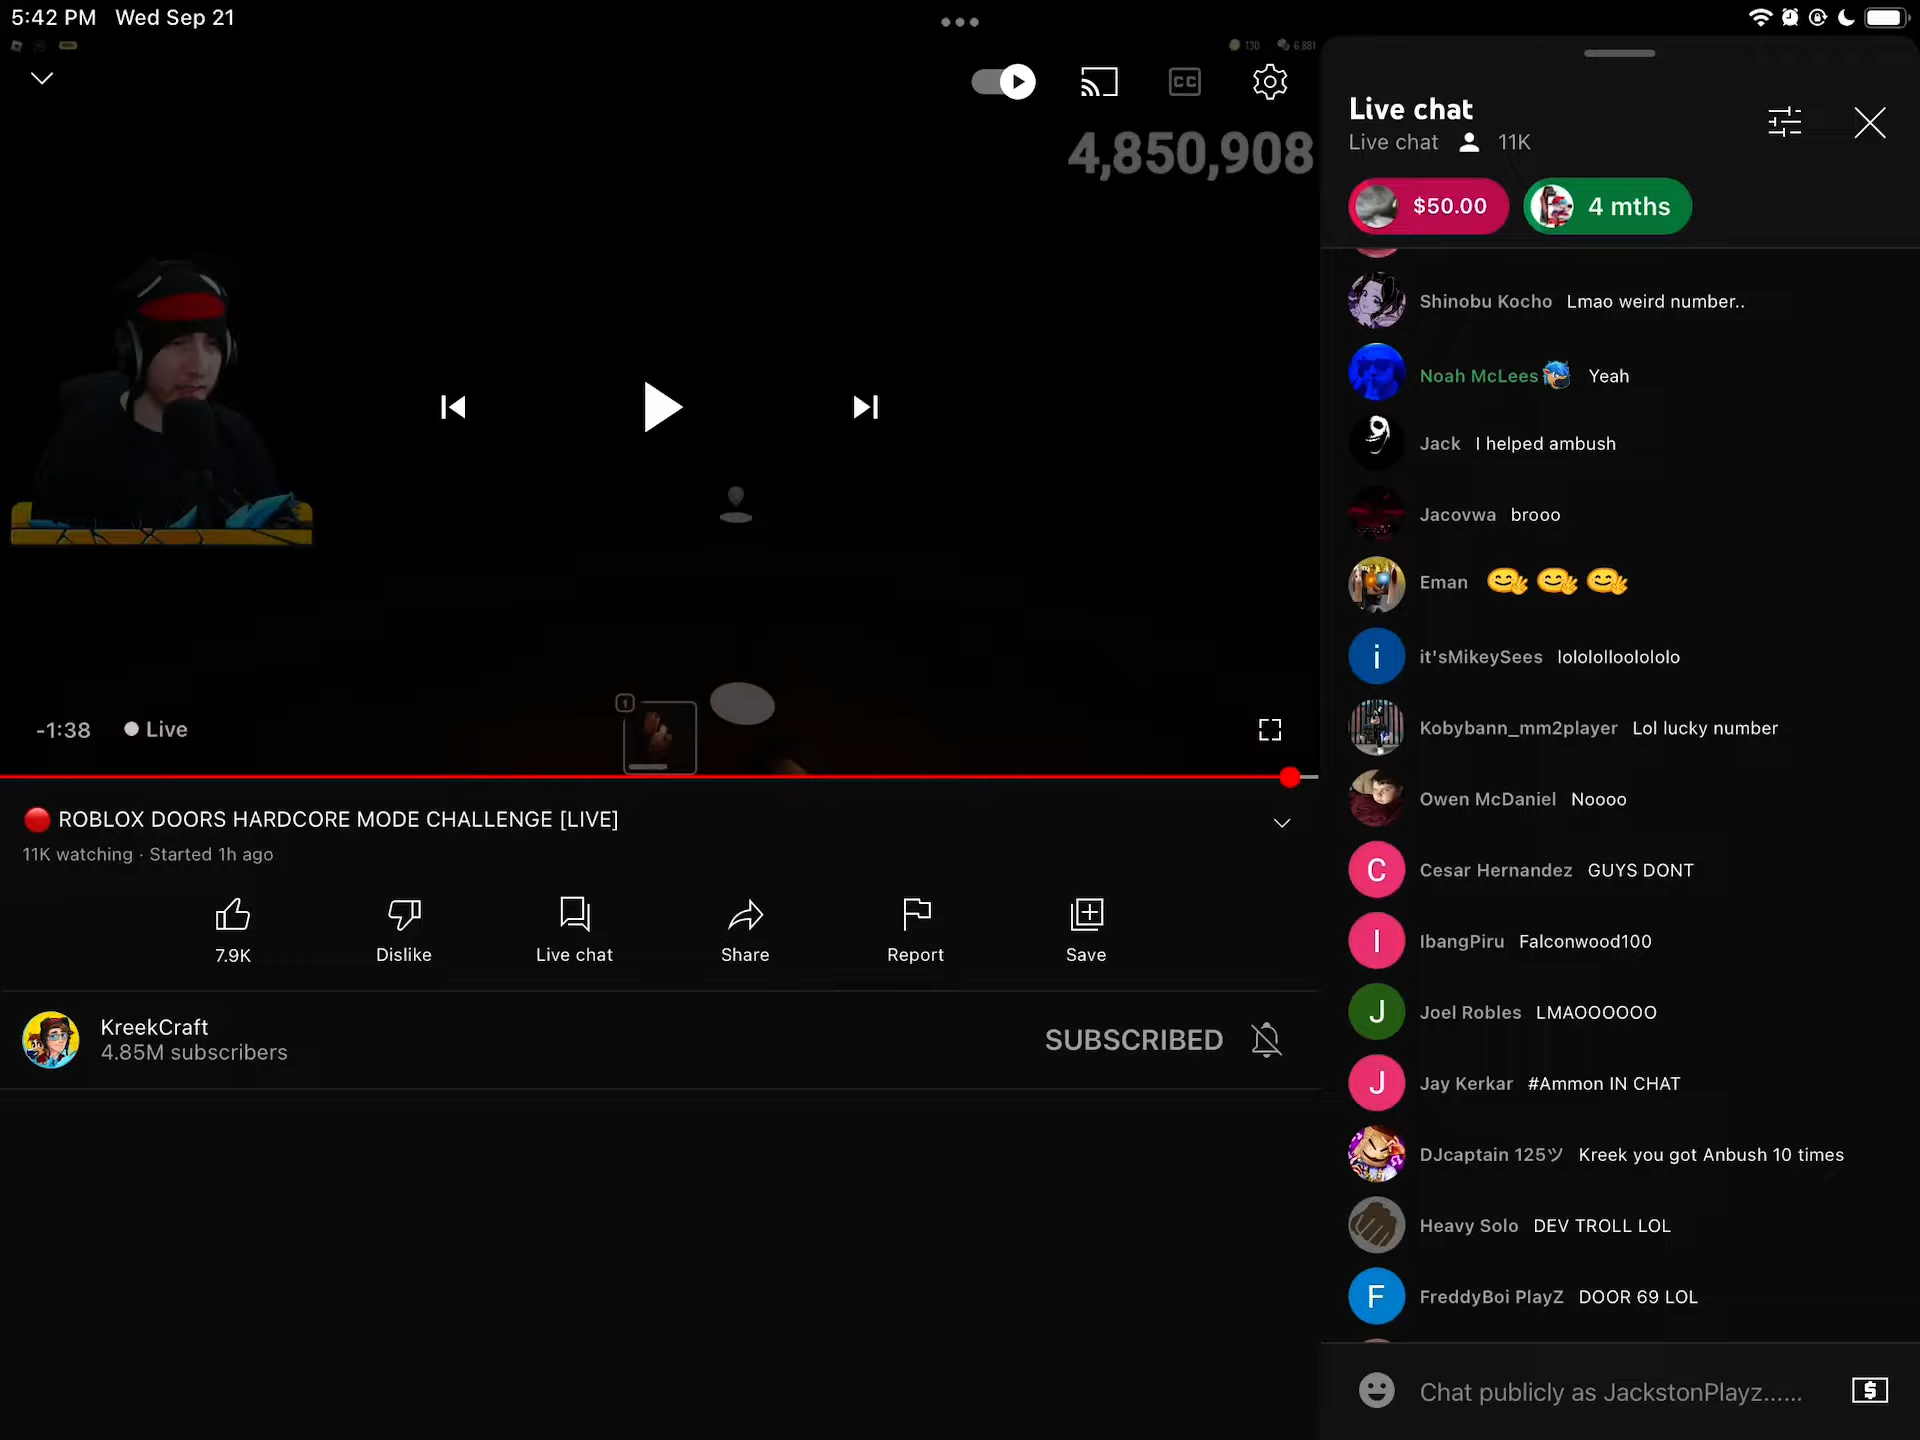 5:42 PM Wed Sep 21
130 6,881
CC
4,850,908
-1:38 Live
1
🔴 ROBLOX DOORS HARDCORE MODE CHALLENGE [LIVE]
11K watching · Started 1h ago
7.9K Dislike Live chat Share Report Save
KreekCraft
4.85M subscribers
SUBSCRIBED
Live chat
Live chat 11K
$50.00 4 mths
Shinobu Kocho Lmao weird number..
Noah McLees Yeah
Jack I helped ambush
Jacovwa brooo
Eman
i it'sMikeySees lolololloolololo
Kobybann_mm2player Lol lucky number
Owen McDaniel Noooo
C Cesar Hernandez GUYS DONT
I IbangPiru Falconwood100
J Joel Robles LMAOOOOOO
J Jay Kerkar #Ammon IN CHAT
DJcaptain 125ツ Kreek you got Anbush 10 times
Heavy Solo DEV TROLL LOL
F FreddyBoi PlayZ DOOR 69 LOL
Chat publicly as JackstonPlayz...... $